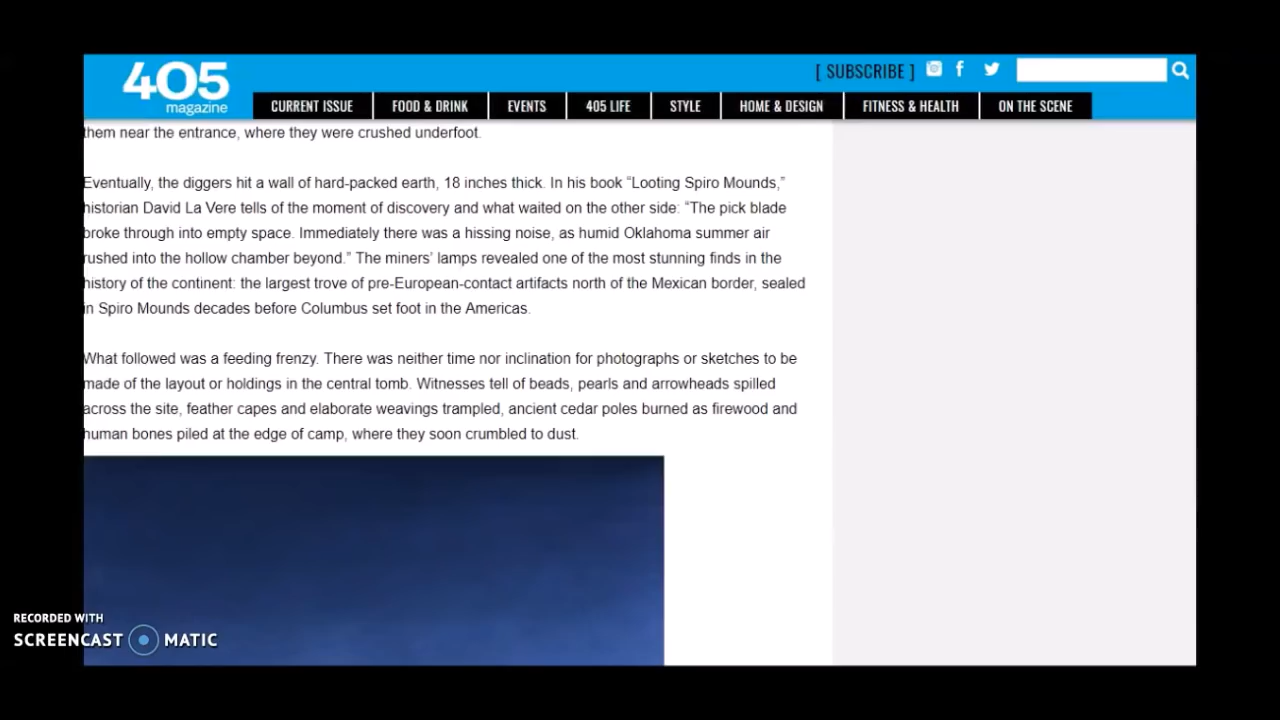 405
magazine
[ SUBSCRIBE ]
CURRENT ISSUE
FOOD & DRINK
EVENTS
405 LIFE
STYLE
HOME & DESIGN
FITNESS & HEALTH
ON THE SCENE
them near the entrance, where they were crushed underfoot.
Eventually, the diggers hit a wall of hard-packed earth, 18 inches thick. In his book “Looting Spiro Mounds,”
historian David La Vere tells of the moment of discovery and what waited on the other side: “The pick blade
broke through into empty space. Immediately there was a hissing noise, as humid Oklahoma summer air
rushed into the hollow chamber beyond.” The miners’ lamps revealed one of the most stunning finds in the
history of the continent: the largest trove of pre-European-contact artifacts north of the Mexican border, sealed
in Spiro Mounds decades before Columbus set foot in the Americas.
What followed was a feeding frenzy. There was neither time nor inclination for photographs or sketches to be
made of the layout or holdings in the central tomb. Witnesses tell of beads, pearls and arrowheads spilled
across the site, feather capes and elaborate weavings trampled, ancient cedar poles burned as firewood and
human bones piled at the edge of camp, where they soon crumbled to dust.
RECORDED WITH
SCREENCAST MATIC